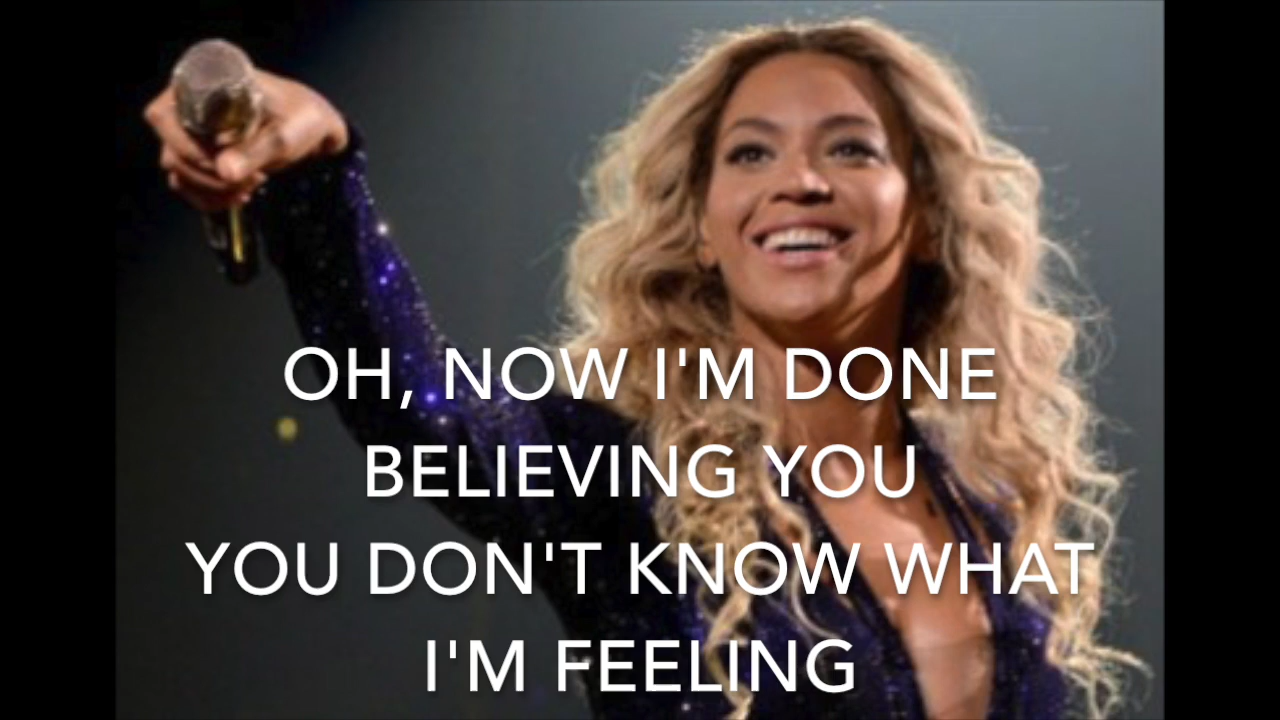 OH, NOW I'M DONE
BELIEVING YOU
YOU DON'T KNOW WHAT
I'M FEELING